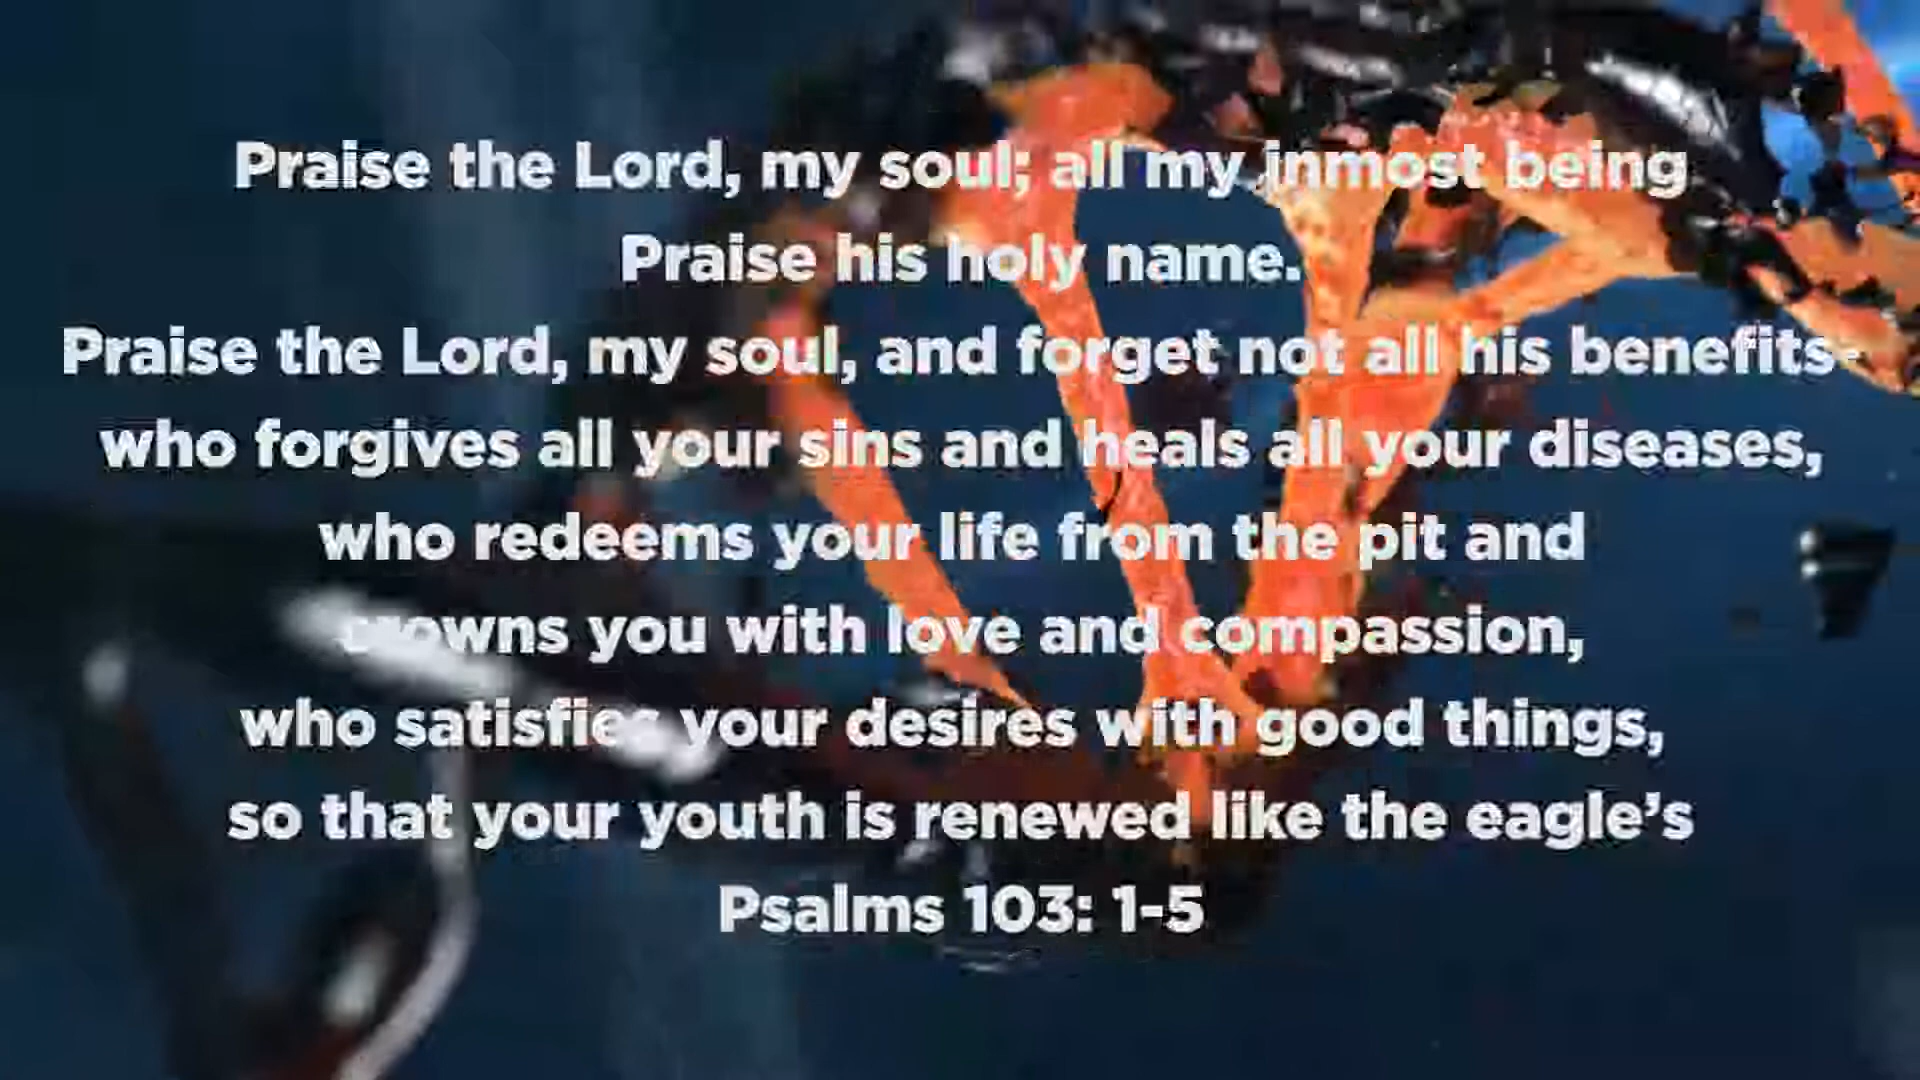 Praise the Lord, my soul; all my inmost being
Praise his holy name.
Praise the Lord, my soul, and forget not all his benefits-
who forgives all your sins and heals all your diseases,
who redeems your life from the pit and
crowns you with love and compassion,
who satisfies your desires with good things,
so that your youth is renewed like the eagle’s
Psalms 103: 1-5